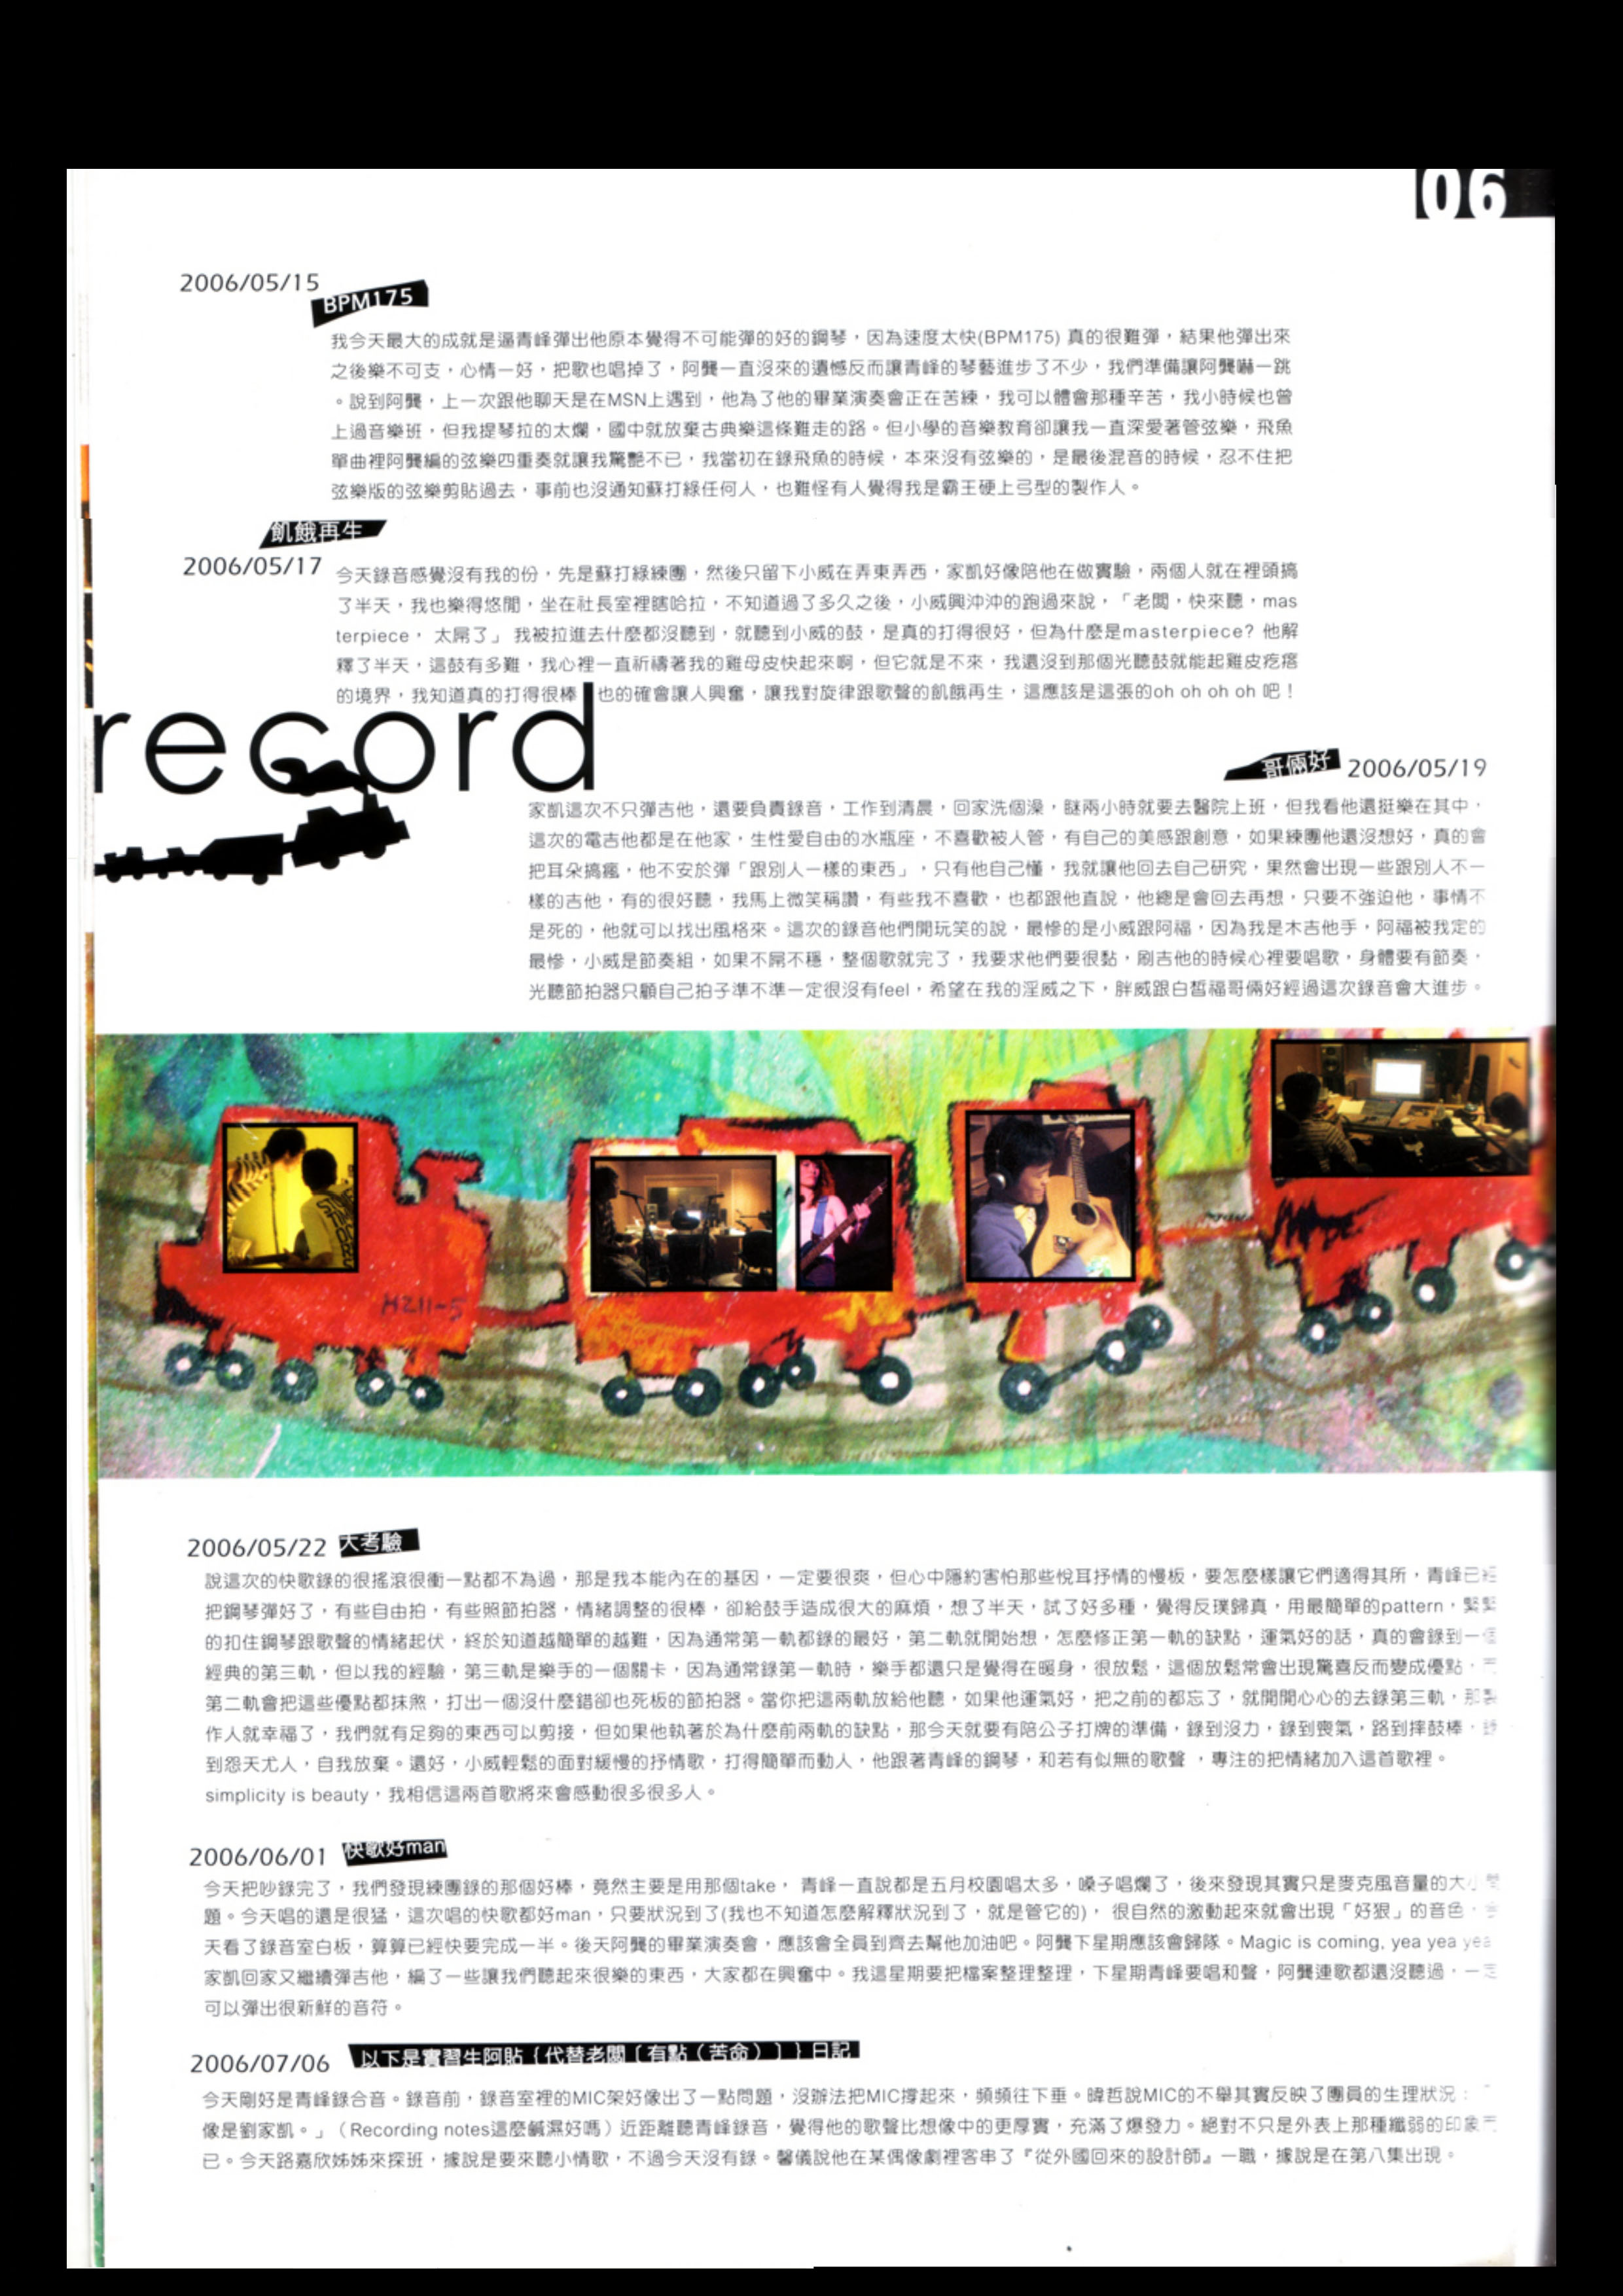 06
2006/05/15
BPM175
我今天最大的成就是逼青峰彈出他原本覺得不可能彈的好的鋼琴，因為速度太快(BPM175) 真的很難彈，結果他彈出來
之後樂不可支，心情一好，把歌也唱掉了，阿龔一直沒來的遺憾反而讓青峰的琴藝進步了不少，我們準備讓阿龔嚇一跳
。說到阿龔，上一次跟他聊天是在MSN上遇到，他為了他的畢業演奏會正在苦練，我可以體會那種辛苦，我小時候也曾
上過音樂班，但我提琴拉的太爛，國中就放棄古典樂這條難走的路。但小學的音樂教育卻讓我一直深愛著管弦樂，飛魚
單曲裡阿龔編的弦樂四重奏就讓我驚艷不已，我當初在錄飛魚的時候，本來沒有弦樂的，是最後混音的時候，忍不住把
弦樂版的弦樂剪貼過去，事前也沒通知蘇打綠任何人，也難怪有人覺得我是霸王硬上弓型的製作人。
飢餓再生
2006/05/17
今天錄音感覺沒有我的份，先是蘇打綠練團，然後只留下小威在弄東弄西，家凱好像陪他在做實驗，兩個人就在裡頭搞
了半天，我也樂得悠閒，坐在社長室裡瞎哈拉，不知道過了多久之後，小威興沖沖的跑過來說，「老闆，快來聽，mas
terpiece， 太屌了」 我被拉進去什麼都沒聽到，就聽到小威的鼓，是真的打得很好，但為什麼是masterpiece? 他解
釋了半天，這鼓有多難，我心裡一直祈禱著我的雞母皮快起來啊，但它就是不來，我還沒到那個光聽鼓就能起雞皮疙瘩
的境界，我知道真的打得很棒 也的確會讓人興奮，讓我對旋律跟歌聲的飢餓再生，這應該是這張的oh oh oh oh 吧！
record
哥倆好
2006/05/19
家凱這次不只彈吉他，還要負責錄音，工作到清晨，回家洗個澡，瞇兩小時就要去醫院上班，但我看他還挺樂在其中，
這次的電吉他都是在他家，生性愛自由的水瓶座，不喜歡被人管，有自己的美感跟創意，如果練團他還沒想好，真的會
把耳朵搞瘋，他不安於彈「跟別人一樣的東西」，只有他自己懂，我就讓他回去自己研究，果然會出現一些跟別人不一
樣的吉他，有的很好聽，我馬上微笑稱讚，有些我不喜歡，也都跟他直說，他總是會回去再想，只要不強迫他，事情不
是死的，他就可以找出風格來。這次的錄音他們開玩笑的說，最慘的是小威跟阿福，因為我是木吉他手，阿福被我定的
最慘，小威是節奏組，如果不屌不穩，整個歌就完了，我要求他們要很黏，刷吉他的時候心裡要唱歌，身體要有節奏，
光聽節拍器只顧自己拍子準不準一定很沒有feel，希望在我的淫威之下，胖威跟白皙福哥倆好經過這次錄音會大進步。
HZ11-5
2006/05/22
大考驗
說這次的快歌錄的很搖滾很衝一點都不為過，那是我本能內在的基因，一定要很爽，但心中隱約害怕那些悅耳抒情的慢板，要怎麼樣讓它們適得其所，青峰已經
把鋼琴彈好了，有些自由拍，有些照節拍器，情緒調整的很棒，卻給鼓手造成很大的麻煩，想了半天，試了好多種，覺得反璞歸真，用最簡單的pattern，緊緊
的扣住鋼琴跟歌聲的情緒起伏，終於知道越簡單的越難，因為通常第一軌都錄的最好，第二軌就開始想，怎麼修正第一軌的缺點，運氣好的話，真的會錄到一個
經典的第三軌，但以我的經驗，第三軌是樂手的一個關卡，因為通常錄第一軌時，樂手都還只是覺得在暖身，很放鬆，這個放鬆常會出現驚喜反而變成優點，而
第二軌會把這些優點都抹煞，打出一個沒什麼錯卻也死板的節拍器。當你把這兩軌放給他聽，如果他運氣好，把之前的都忘了，就開開心心的去錄第三軌，那製
作人就幸福了，我們就有足夠的東西可以剪接，但如果他執著於為什麼前兩軌的缺點，那今天就要有陪公子打牌的準備，錄到沒力，錄到喪氣，路到摔鼓棒，錄
到怨天尤人，自我放棄。還好，小威輕鬆的面對緩慢的抒情歌，打得簡單而動人，他跟著青峰的鋼琴，和若有似無的歌聲 ，專注的把情緒加入這首歌裡。
simplicity is beauty，我相信這兩首歌將來會感動很多很多人。
2006/06/01
快歌好man
今天把吵錄完了，我們發現練團錄的那個好棒，竟然主要是用那個take， 青峰一直說都是五月校園唱太多，嗓子唱爛了，後來發現其實只是麥克風音量的大小問
題。今天唱的還是很猛，這次唱的快歌都好man，只要狀況到了(我也不知道怎麼解釋狀況到了，就是管它的)， 很自然的激動起來就會出現「好狠」的音色，今
天看了錄音室白板，算算已經快要完成一半。後天阿龔的畢業演奏會，應該會全員到齊去幫他加油吧。阿龔下星期應該會歸隊。Magic is coming, yea yea yea
家凱回家又繼續彈吉他，編了一些讓我們聽起來很樂的東西，大家都在興奮中。我這星期要把檔案整理整理，下星期青峰要唱和聲，阿龔連歌都還沒聽過，一定
可以彈出很新鮮的音符。
2006/07/06
以下是實習生阿貼｛代替老闆〔有點（苦命）〕｝日記
今天剛好是青峰錄合音。錄音前，錄音室裡的MIC架好像出了一點問題，沒辦法把MIC撐起來，頻頻往下垂。暐哲說MIC的不舉其實反映了團員的生理狀況：「
像是劉家凱。」（Recording notes這麼鹹濕好嗎）近距離聽青峰錄音，覺得他的歌聲比想像中的更厚實，充滿了爆發力。絕對不只是外表上那種纖弱的印象而
已。今天路嘉欣姊姊來探班，據說是要來聽小情歌，不過今天沒有錄。馨儀說他在某偶像劇裡客串了『從外國回來的設計師』一職，據說是在第八集出現。